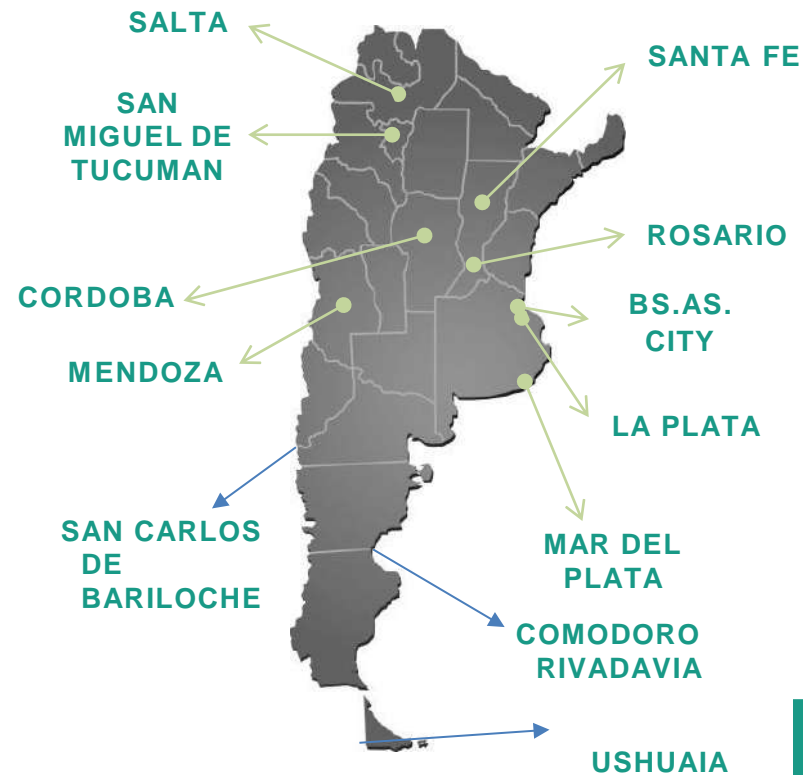 SALTA
SANTA FE
SAN
MIGUEL DE
TUCUMAN
ROSARIO
CORDOBA
BS.AS.
CITY
MENDOZA
LA PLATA
SAN CARLOS
DE
BARILOCHE
MAR DEL
PLATA
COMODORO
RIVADAVIA
USHUAIA